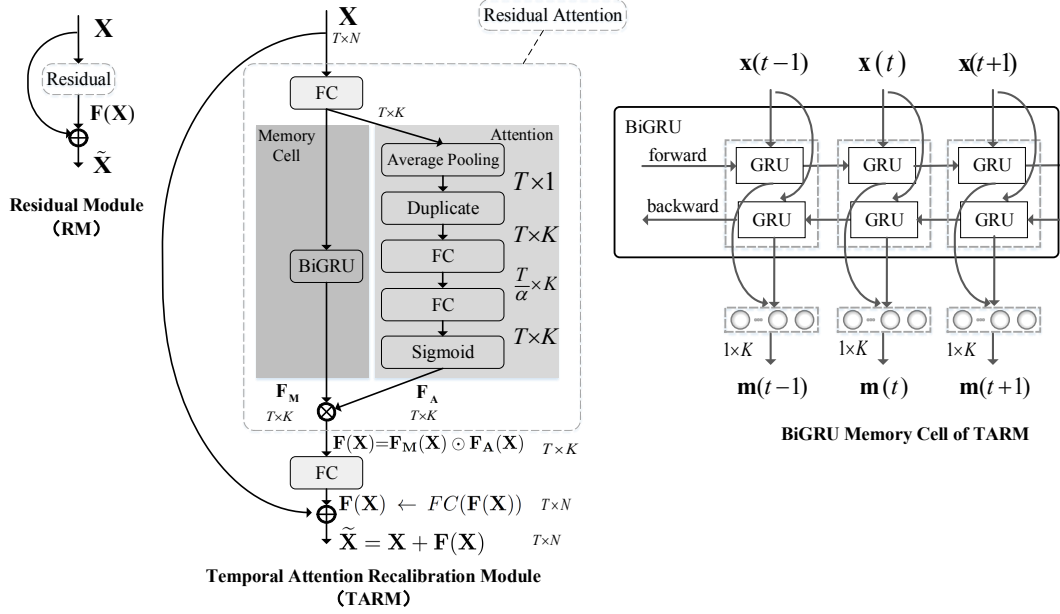 X
Residual
F(X)
X̃
Residual Module
(RM)
X
T×N
Residual Attention
FC
T×K
Memory
Cell
Attention
Average Pooling
T×1
Duplicate
T×K
FC
T/α×K
FC
T×K
Sigmoid
BiGRU
F_M
T×K
F_A
T×K
F(X)=F_M(X) ⊙ F_A(X) T×K
FC
F(X) ← FC(F(X)) T×N
X̃ = X + F(X) T×N
Temporal Attention Recalibration Module
(TARM)
x(t−1) x(t) x(t+1)
BiGRU
forward GRU GRU GRU
backward GRU GRU GRU
1×K 1×K 1×K
m(t−1) m(t) m(t+1)
BiGRU Memory Cell of TARM